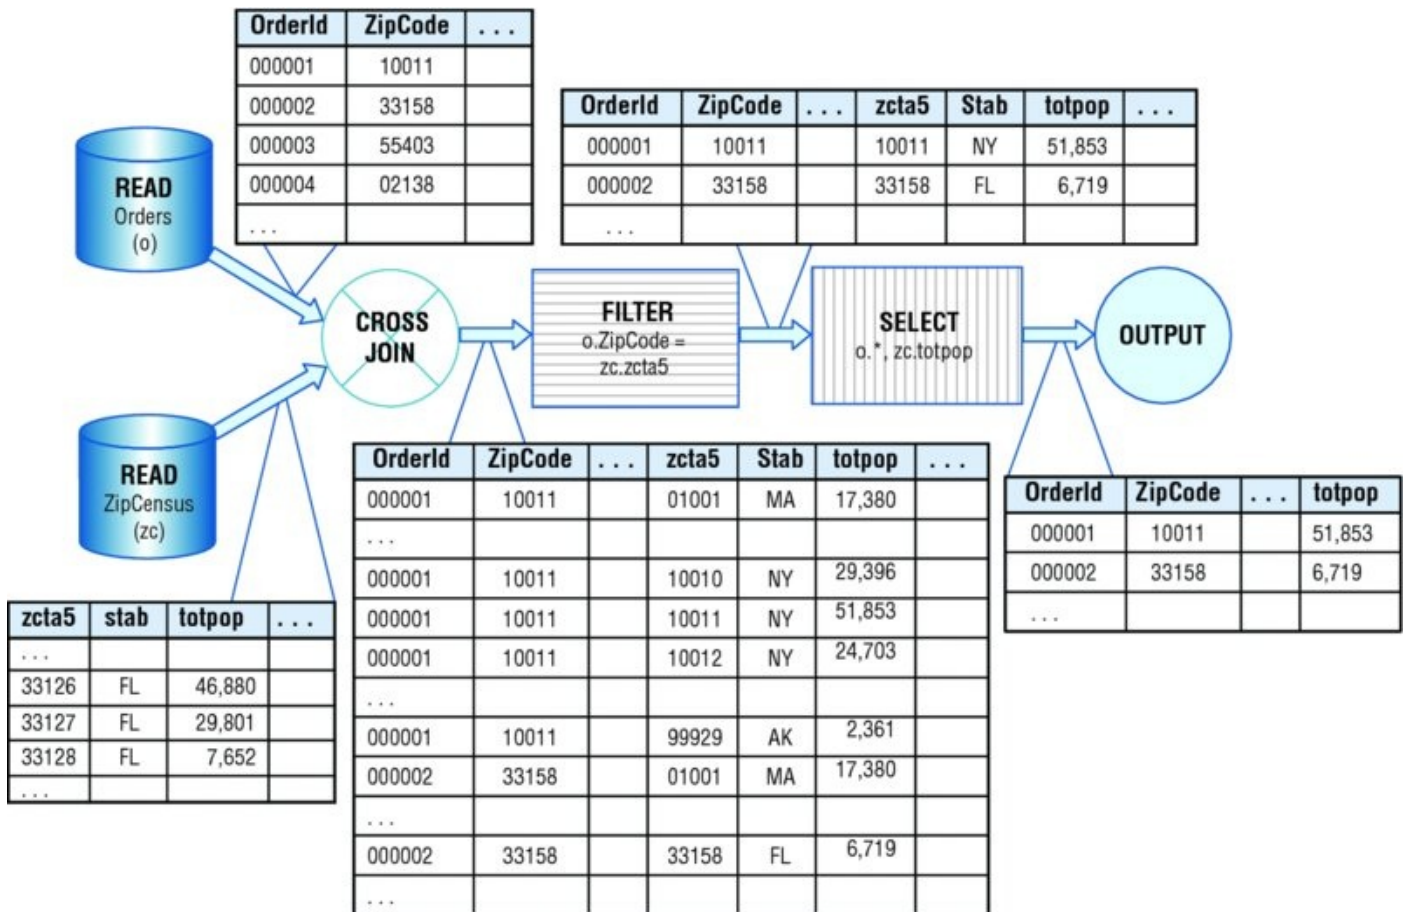 OrderId ZipCode ...
000001 10011
000002 33158
000003 55403
000004 02138
...
OrderId ZipCode ... zcta5 Stab totpop ...
000001 10011 10011 NY 51,853
000002 33158 33158 FL 6,719
...
READ
Orders
(o)
CROSS
JOIN
FILTER
o.ZipCode =
zc.zcta5
SELECT
o.*, zc.totpop
OUTPUT
READ
ZipCensus
(zc)
zcta5 stab totpop ...
...
33126 FL 46,880
33127 FL 29,801
33128 FL 7,652
...
OrderId ZipCode ... zcta5 Stab totpop ...
000001 10011 01001 MA 17,380
...
000001 10011 10010 NY 29,396
000001 10011 10011 NY 51,853
000001 10011 10012 NY 24,703
...
000001 10011 99929 AK 2,361
000002 33158 01001 MA 17,380
...
000002 33158 33158 FL 6,719
...
OrderId ZipCode ... totpop
000001 10011 51,853
000002 33158 6,719
...